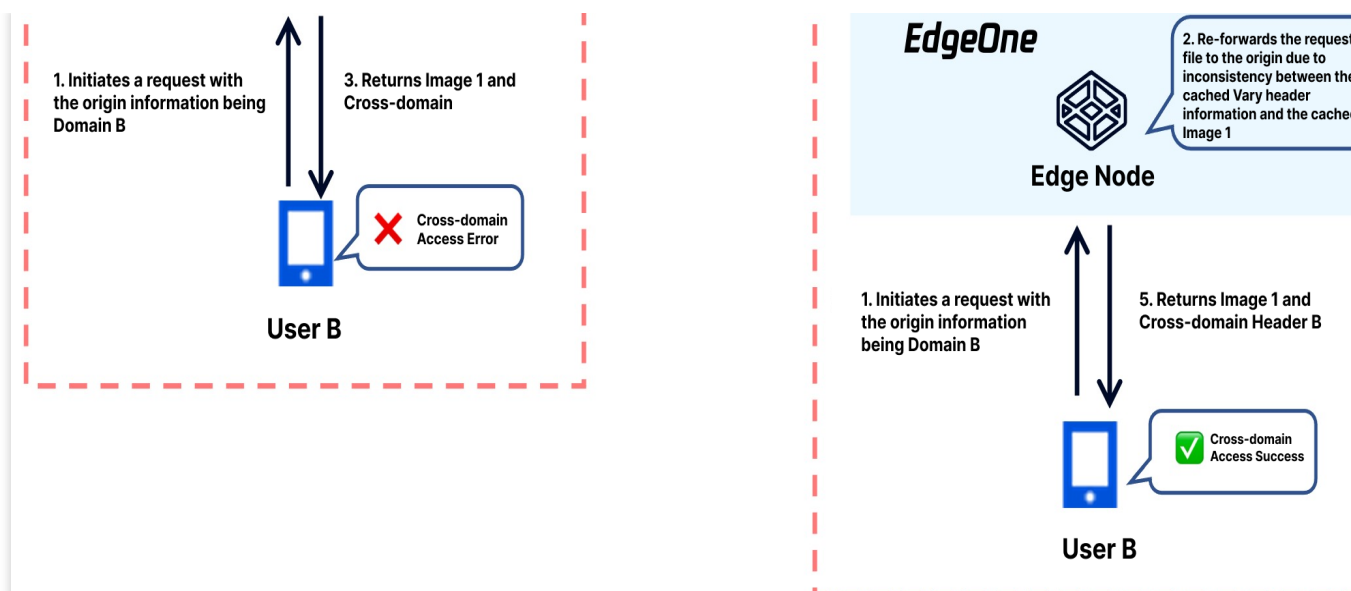 1. Initiates a request with
the origin information being
Domain B
3. Returns Image 1 and
Cross-domain
Cross-domain
Access Error
User B
EdgeOne
2. Re-forwards the request
file to the origin due to
inconsistency between the
cached Vary header
information and the cached
Image 1
Edge Node
1. Initiates a request with
the origin information
being Domain B
5. Returns Image 1 and
Cross-domain Header B
Cross-domain
Access Success
User B